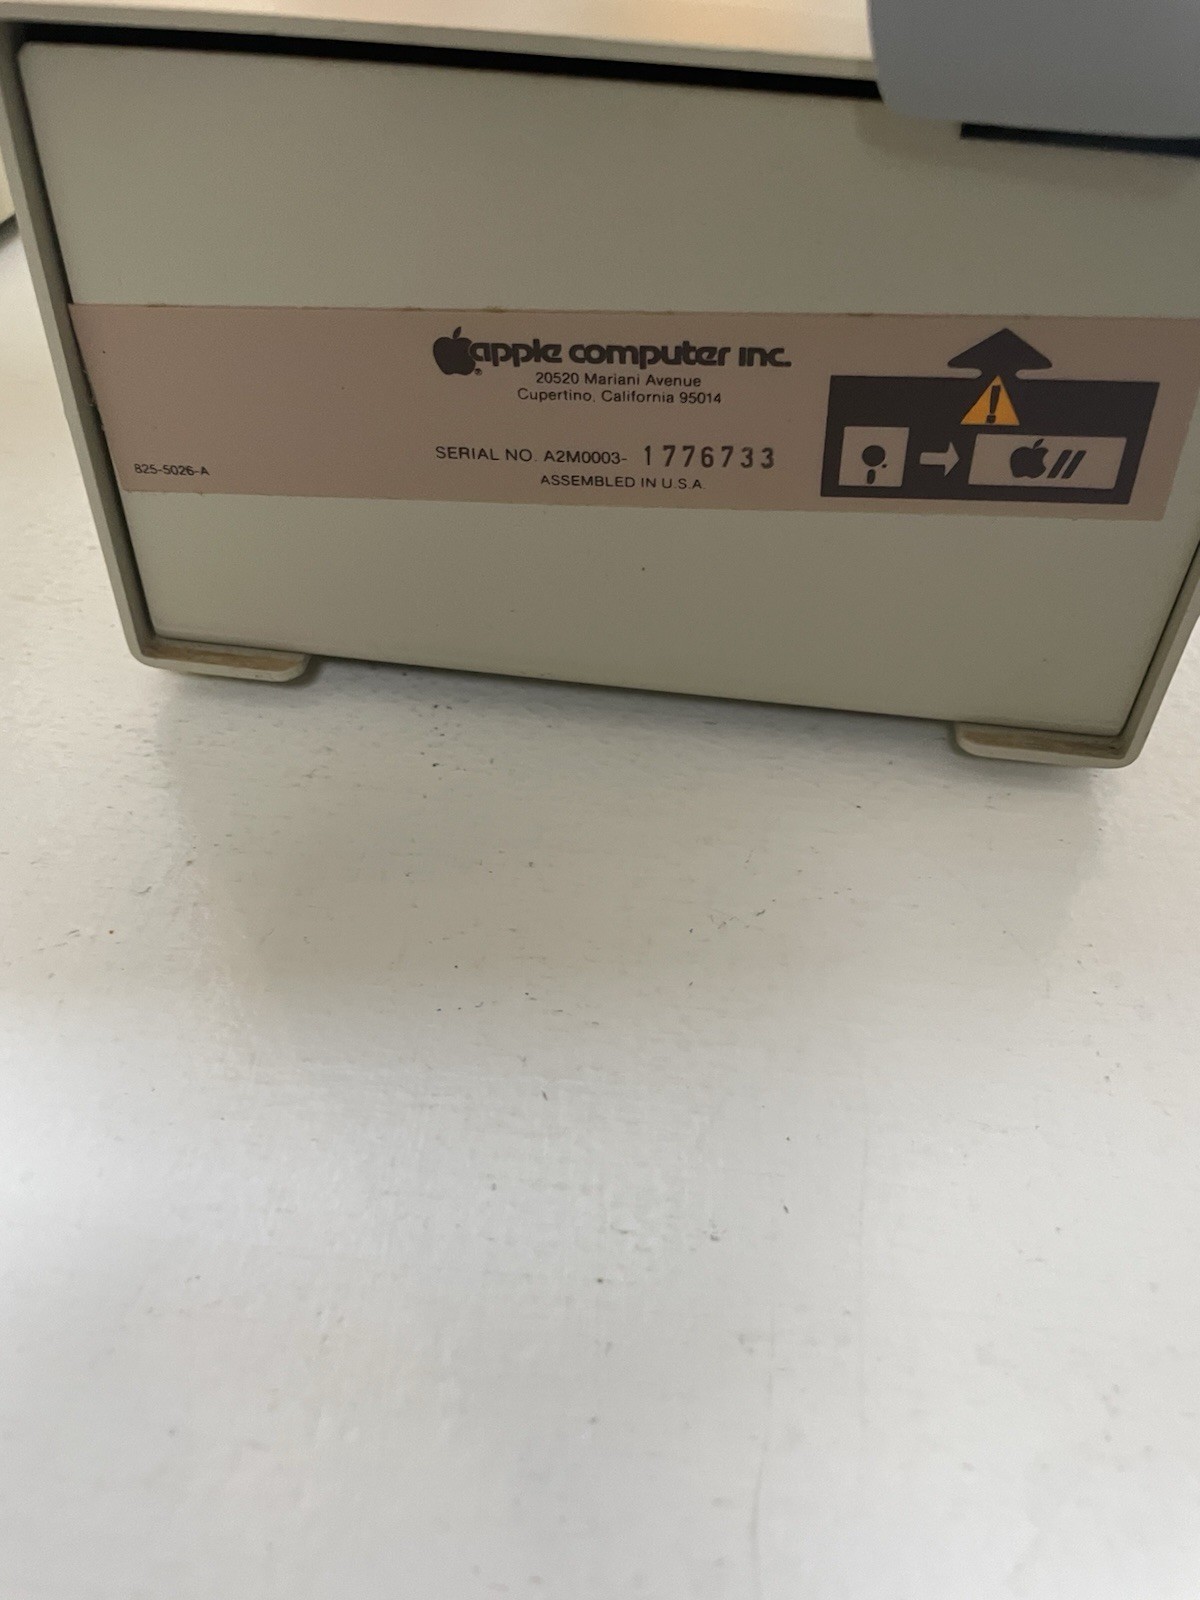 apple computer inc.
20520 Mariani Avenue
Cupertino, California 95014
SERIAL NO. A2M0003- 1776733
ASSEMBLED IN U.S.A.
825-5026-A